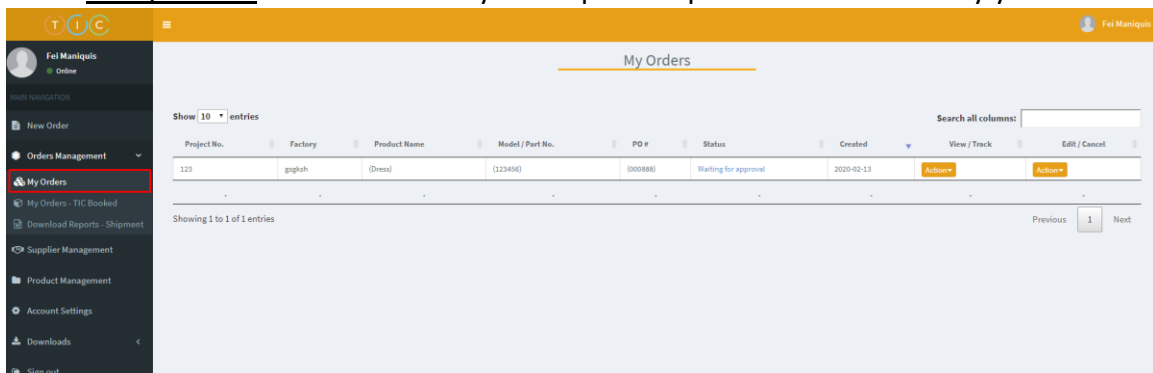 TIC
Fei Maniquis
Fei Maniquis
Online
My Orders
MAIN NAVIGATION
New Order
Show 10 entries
Search all columns:
Project No. Factory Product Name Model / Part No. PO # Status Created View / Track Edit / Cancel
Orders Management
123 gsgksh (Dress) (123456) (000888) Waiting for approval 2020-02-13 Action Action
My Orders
My Orders - TIC Booked
Showing 1 to 1 of 1 entries
Previous 1 Next
Download Reports - Shipment
Supplier Management
Product Management
Account Settings
Downloads
Sign out